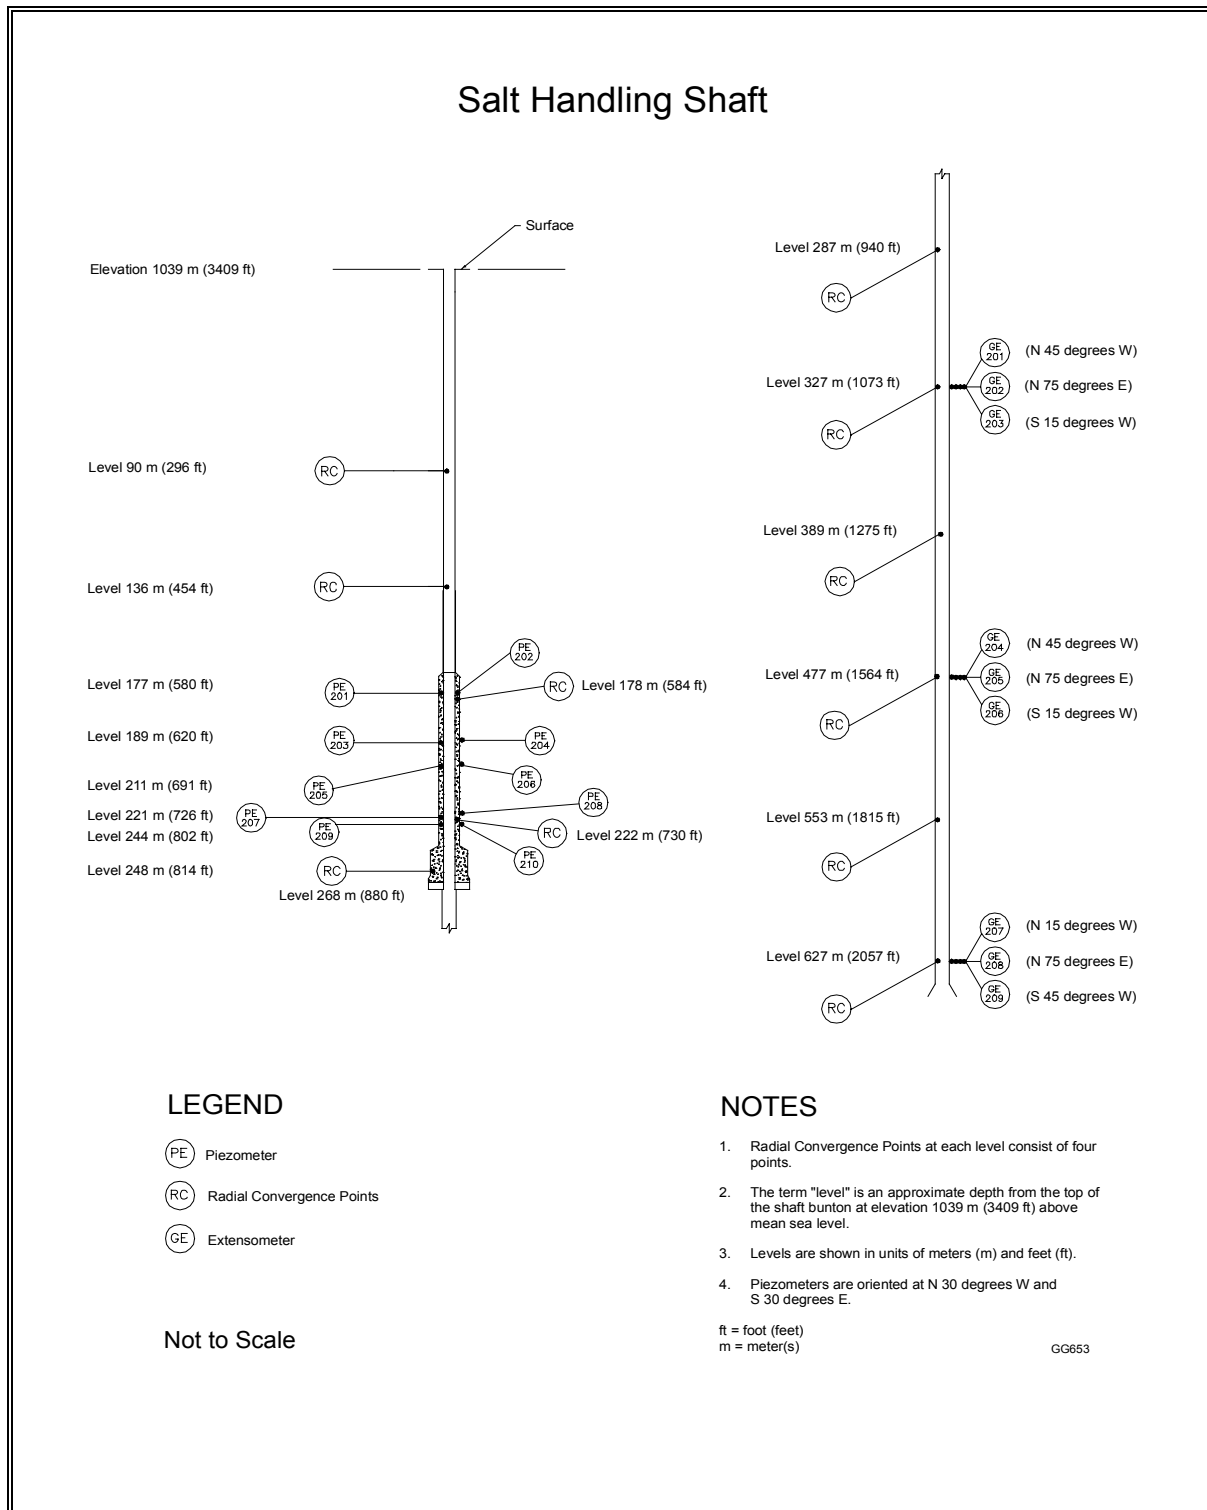 Salt Handling Shaft
Surface
Elevation 1039 m (3409 ft)
Level 90 m (296 ft)
RC
Level 136 m (454 ft)
RC
PE
202
Level 177 m (580 ft)
PE
201
RC
Level 178 m (584 ft)
Level 189 m (620 ft)
PE
203
PE
204
Level 211 m (691 ft)
PE
205
PE
206
Level 221 m (726 ft)
PE
207
PE
208
Level 244 m (802 ft)
PE
209
RC
Level 222 m (730 ft)
PE
210
Level 248 m (814 ft)
RC
Level 268 m (880 ft)
Level 287 m (940 ft)
RC
GE
201
(N 45 degrees W)
Level 327 m (1073 ft)
GE
202
(N 75 degrees E)
GE
203
(S 15 degrees W)
RC
Level 389 m (1275 ft)
RC
GE
204
(N 45 degrees W)
Level 477 m (1564 ft)
GE
205
(N 75 degrees E)
GE
206
(S 15 degrees W)
RC
Level 553 m (1815 ft)
RC
GE
207
(N 15 degrees W)
Level 627 m (2057 ft)
GE
208
(N 75 degrees E)
GE
209
(S 45 degrees W)
RC
LEGEND
PE Piezometer
RC Radial Convergence Points
GE Extensometer
Not to Scale
NOTES
1. Radial Convergence Points at each level consist of four
points.
2. The term "level" is an approximate depth from the top of
the shaft bunton at elevation 1039 m (3409 ft) above
mean sea level.
3. Levels are shown in units of meters (m) and feet (ft).
4. Piezometers are oriented at N 30 degrees W and
S 30 degrees E.
ft = foot (feet)
m = meter(s)
GG653